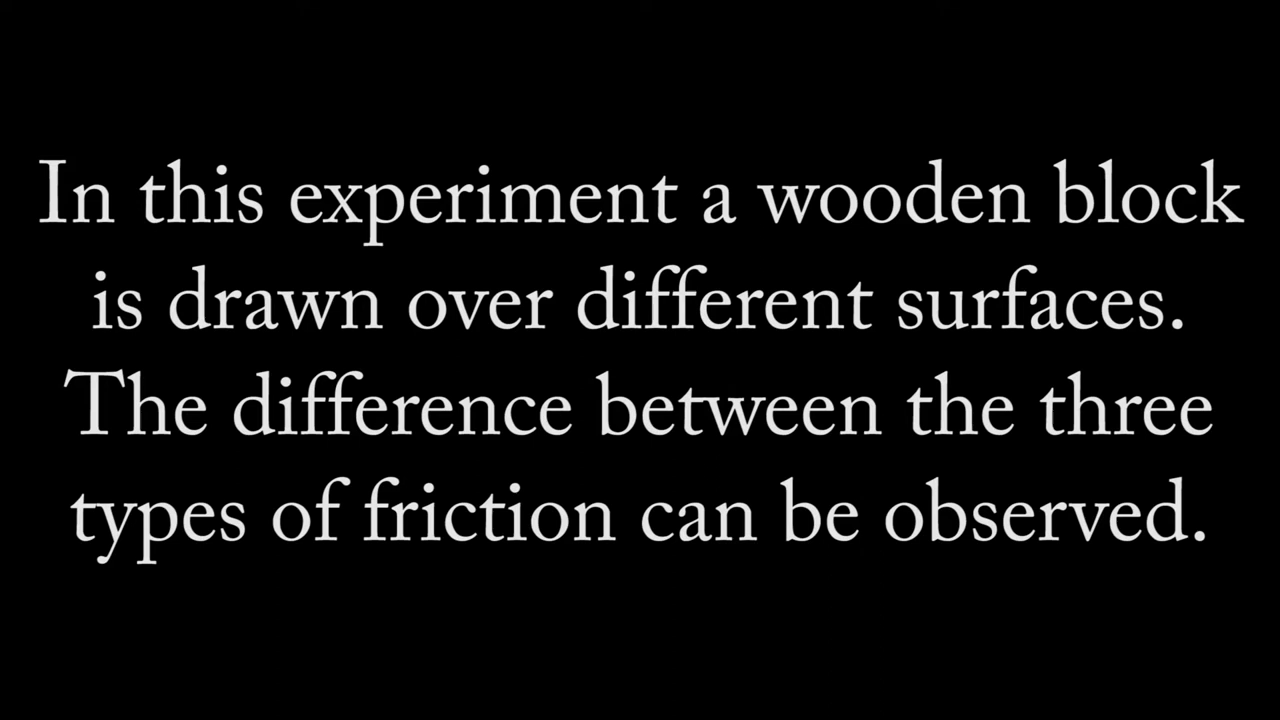 In this experiment a wooden block
is drawn over different surfaces.
The difference between the three
types of friction can be observed.